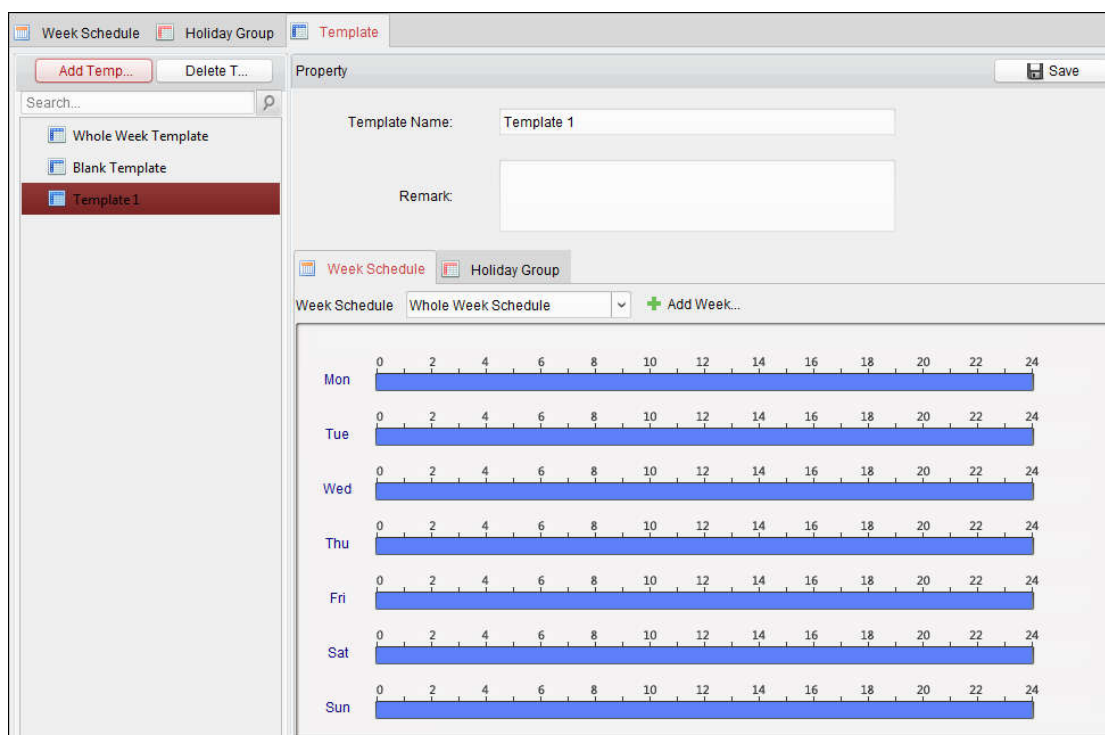 Week Schedule Holiday Group Template
Add Temp... Delete T... Property Save
Search...
Whole Week Template
Blank Template
Template 1
Template Name: Template 1
Remark:
Week Schedule Holiday Group
Week Schedule Whole Week Schedule Add Week...
0 2 4 6 8 10 12 14 16 18 20 22 24
Mon
0 2 4 6 8 10 12 14 16 18 20 22 24
Tue
0 2 4 6 8 10 12 14 16 18 20 22 24
Wed
0 2 4 6 8 10 12 14 16 18 20 22 24
Thu
0 2 4 6 8 10 12 14 16 18 20 22 24
Fri
0 2 4 6 8 10 12 14 16 18 20 22 24
Sat
0 2 4 6 8 10 12 14 16 18 20 22 24
Sun